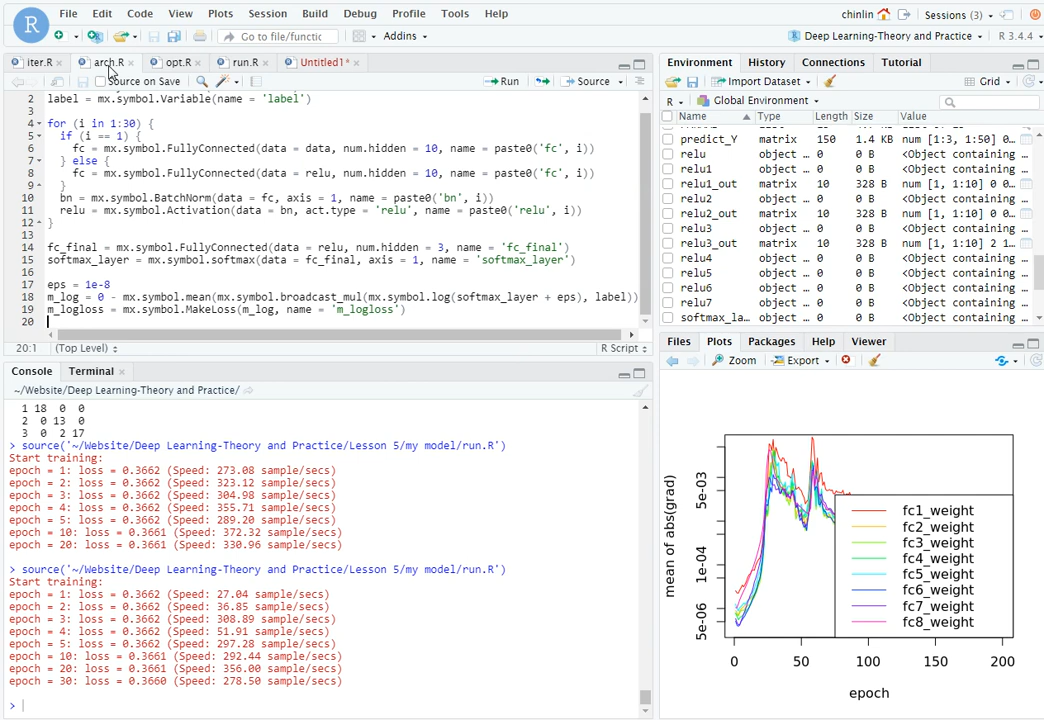 File Edit Code View Plots Session Build Debug Profile Tools Help
chinlin Sessions (3)
R
Go to file/functic Addins
Deep Learning-Theory and Practice R 3.4.4
iter.R arch.R opt.R run.R Untitled1*
Source on Save Run Source
2 label = mx.symbol.Variable(name = 'label')
3
4 for (i in 1:30) {
5 if (i == 1) {
6 fc = mx.symbol.FullyConnected(data = data, num.hidden = 10, name = paste0('fc', i))
7 } else {
8 fc = mx.symbol.FullyConnected(data = relu, num.hidden = 10, name = paste0('fc', i))
9 }
10 bn = mx.symbol.BatchNorm(data = fc, axis = 1, name = paste0('bn', i))
11 relu = mx.symbol.Activation(data = bn, act.type = 'relu', name = paste0('relu', i))
12 }
13
14 fc_final = mx.symbol.FullyConnected(data = relu, num.hidden = 3, name = 'fc_final')
15 softmax_layer = mx.symbol.softmax(data = fc_final, axis = 1, name = 'softmax_layer')
16
17 eps = 1e-8
18 m_log = 0 - mx.symbol.mean(mx.symbol.broadcast_mul(mx.symbol.log(softmax_layer + eps), label))
19 m_logloss = mx.symbol.MakeLoss(m_log, name = 'm_logloss')
20
20:1 (Top Level) R Script
Console Terminal
~/Website/Deep Learning-Theory and Practice/
1 18 0 0
2 0 13 0
3 0 2 17
> source('~/Website/Deep Learning-Theory and Practice/Lesson 5/my model/run.R')
Start training:
epoch = 1: loss = 0.3662 (Speed: 273.08 sample/secs)
epoch = 2: loss = 0.3662 (Speed: 323.12 sample/secs)
epoch = 3: loss = 0.3662 (Speed: 304.98 sample/secs)
epoch = 4: loss = 0.3662 (Speed: 355.71 sample/secs)
epoch = 5: loss = 0.3662 (Speed: 289.20 sample/secs)
epoch = 10: loss = 0.3661 (Speed: 372.32 sample/secs)
epoch = 20: loss = 0.3661 (Speed: 330.96 sample/secs)
> source('~/Website/Deep Learning-Theory and Practice/Lesson 5/my model/run.R')
Start training:
epoch = 1: loss = 0.3662 (Speed: 27.04 sample/secs)
epoch = 2: loss = 0.3662 (Speed: 36.85 sample/secs)
epoch = 3: loss = 0.3662 (Speed: 308.89 sample/secs)
epoch = 4: loss = 0.3662 (Speed: 51.91 sample/secs)
epoch = 5: loss = 0.3662 (Speed: 297.28 sample/secs)
epoch = 10: loss = 0.3661 (Speed: 292.44 sample/secs)
epoch = 20: loss = 0.3661 (Speed: 356.00 sample/secs)
epoch = 30: loss = 0.3660 (Speed: 278.50 sample/secs)
>
Environment History Connections Tutorial
Import Dataset Grid
R Global Environment
Name Type Length Size Value
predict_Y matrix 150 1.4 KB num [1:3, 1:50] 0…
relu object … 0 0 B <Object containing …
relu1 object … 0 0 B <Object containing …
relu1_out matrix 10 328 B num [1, 1:10] 0 0…
relu2 object … 0 0 B <Object containing …
relu2_out matrix 10 328 B num [1, 1:10] 0 0…
relu3 object … 0 0 B <Object containing …
relu3_out matrix 10 328 B num [1, 1:10] 2 1…
relu4 object … 0 0 B <Object containing …
relu5 object … 0 0 B <Object containing …
relu6 object … 0 0 B <Object containing …
relu7 object … 0 0 B <Object containing …
softmax_la… object … 0 0 B <Object containing …
Files Plots Packages Help Viewer
Zoom Export
mean of abs(grad)
5e-03
1e-04
5e-06
fc1_weight
fc2_weight
fc3_weight
fc4_weight
fc5_weight
fc6_weight
fc7_weight
fc8_weight
0 50 100 150 200
epoch